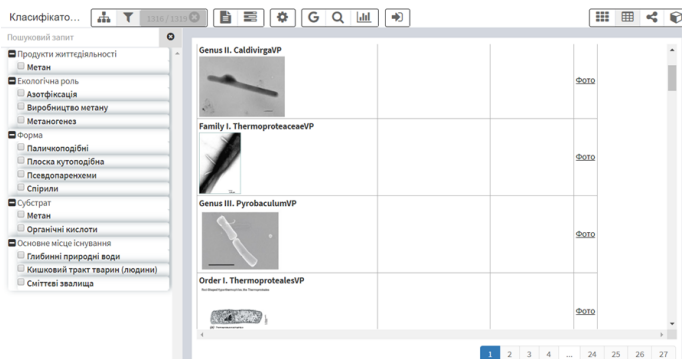 Класифікато...
1316 / 1319
G
Пошуковий запит
Продукти життєдіяльності
Метан
Екологічна роль
Азотфіксація
Виробництво метану
Метаногенез
Форма
Паличкоподібні
Плоска кутоподібна
Псевдопаренхеми
Спірили
Субстрат
Метан
Органічні кислоти
Основне місце існування
Глибинні природні води
Кишковий тракт тварин (людини)
Сміттєві звалища
Genus II. CaldivirgaVP
Фото
Family I. ThermoproteaceaeVP
Фото
Genus III. PyrobaculumVP
Фото
Order I. ThermoprotealesVP
Фото
1 2 3 4 ... 24 25 26 27